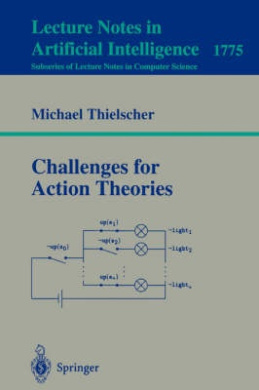 Lecture Notes in
Artificial Intelligence 1775
Subseries of Lecture Notes in Computer Science
Michael Thielscher
Challenges for
Action Theories
up(s₁)
¬light₁
¬up(s₀)
¬up(s₂)
¬light₂
up(sₙ)
¬lightₙ
Springer